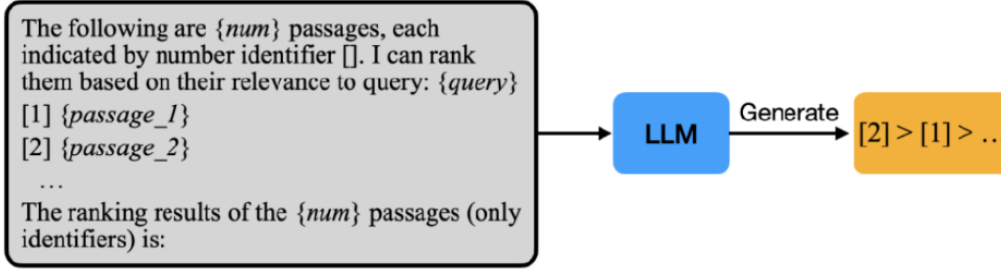 The following are {num} passages, each
indicated by number identifier []. I can rank
them based on their relevance to query: {query}
[1] {passage_1}
[2] {passage_2}
…
The ranking results of the {num} passages (only
identifiers) is:
LLM
Generate
[2] > [1] > ..